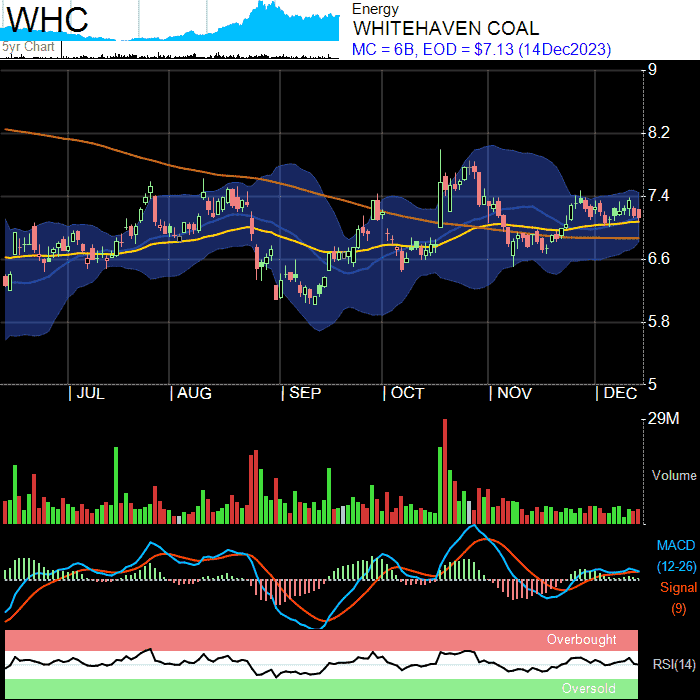 WHC
5yr Chart
Energy
WHITEHAVEN COAL
MC = 6B, EOD = $7.13 (14Dec2023)
9
8.2
7.4
6.6
5.8
5
JUL AUG SEP OCT NOV DEC
29M
Volume
MACD
(12-26)
Signal
(9)
Overbought
RSI(14)
Oversold